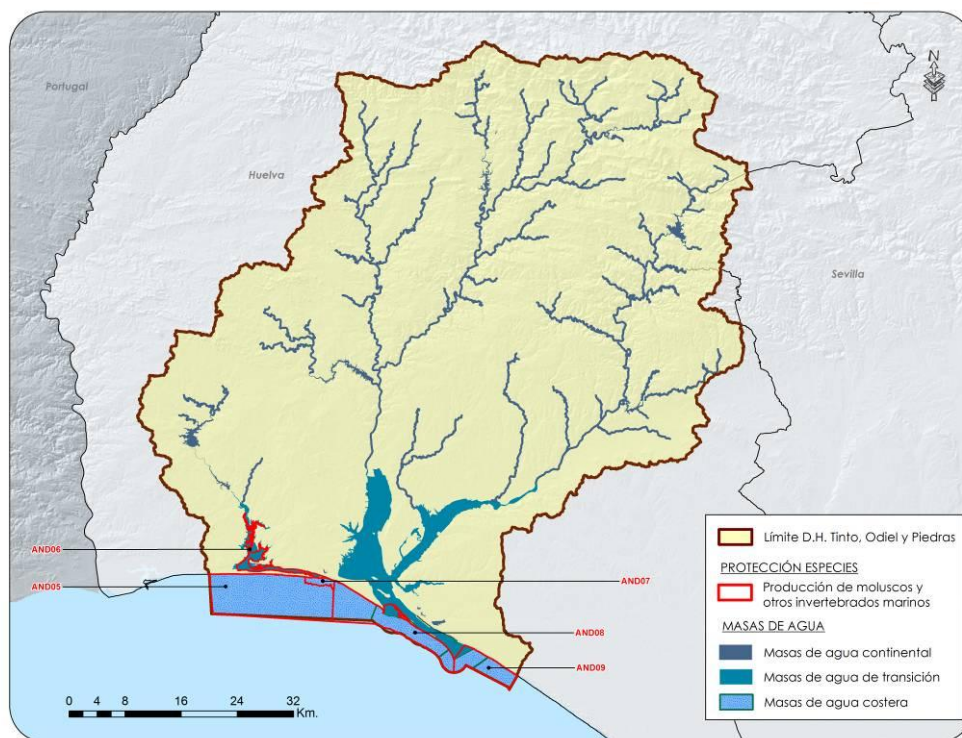 N
Portugal
Huelva
Sevilla
AND06
AND05
AND07
AND08
AND09
Límite D.H. Tinto, Odiel y Piedras
PROTECCIÓN ESPECIES
Producción de moluscos y
otros invertebrados marinos
MASAS DE AGUA
Masas de agua continental
Masas de agua de transición
Masas de agua costera
0 4 8 16 24 32
Km.